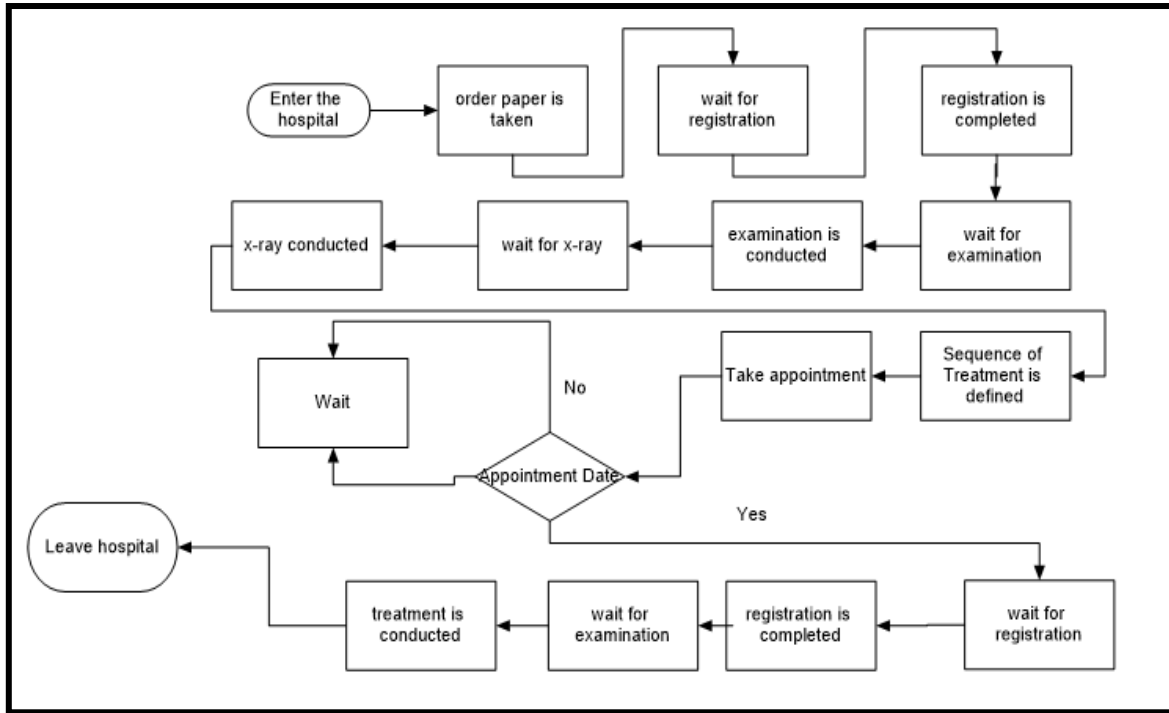 Enter the
hospital
order paper is
taken
wait for
registration
registration is
completed
wait for
examination
examination is
conducted
wait for x-ray
x-ray conducted
Sequence of
Treatment is
defined
Take appointment
Appointment Date
No
Wait
Yes
wait for
registration
registration is
completed
wait for
examination
treatment is
conducted
Leave hospital